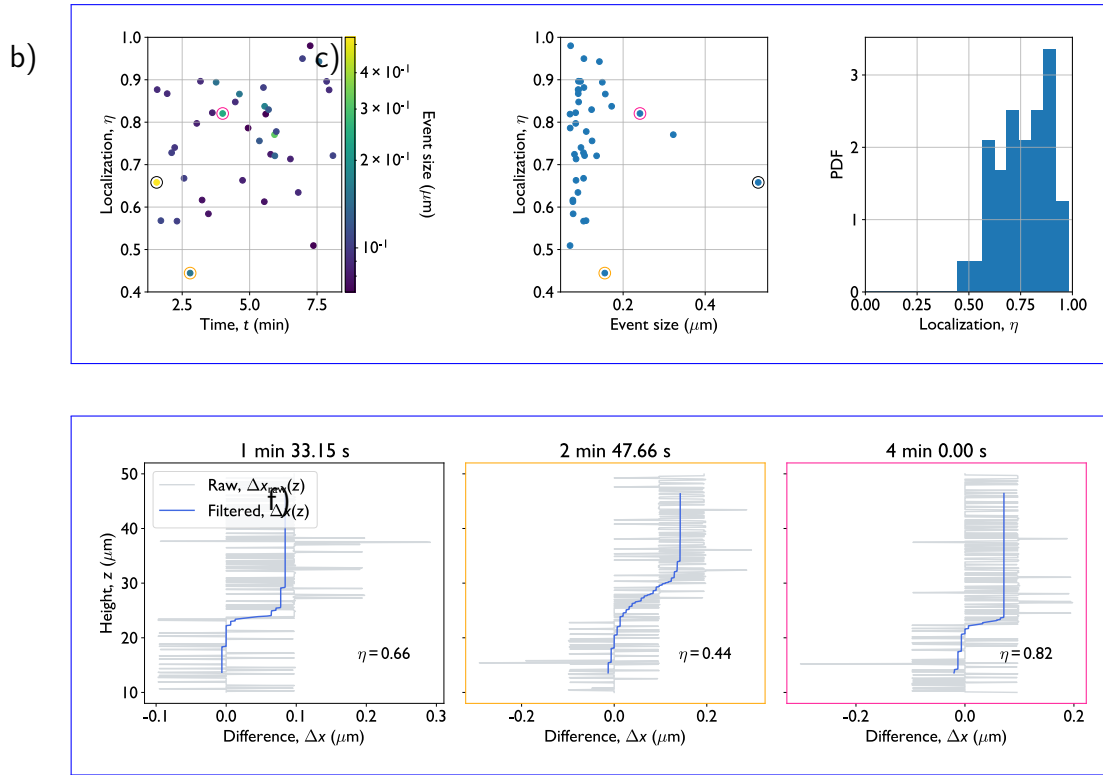 b)
c)
1.0
0.9
0.8
0.7
0.6
0.5
0.4
Localization, η
2.5
5.0
7.5
Time, t (min)
4 × 10⁻¹
3 × 10⁻¹
2 × 10⁻¹
10⁻¹
Event size (μm)
1.0
0.9
0.8
0.7
0.6
0.5
0.4
Localization, η
0.2
0.4
Event size (μm)
3
2
1
0
PDF
0.00
0.25
0.50
0.75
1.00
Localization, η
1 min 33.15 s
50
40
30
20
10
Height, z (μm)
Raw, Δx_raw(z)
f)
Filtered, Δx(z)
η = 0.66
-0.1
0.0
0.1
0.2
0.3
Difference, Δx (μm)
2 min 47.66 s
η = 0.44
0.0
0.2
Difference, Δx (μm)
4 min 0.00 s
η = 0.82
-0.2
0.0
0.2
Difference, Δx (μm)